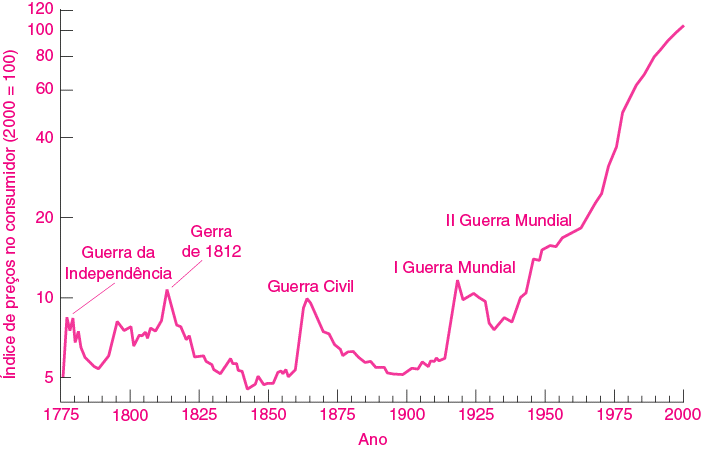 Índice de preços no consumidor (2000 = 100)
120
100
80
60
40
20
10
5
Guerra da
Independência
Gerra
de 1812
Guerra Civil
I Guerra Mundial
II Guerra Mundial
1775
1800
1825
1850
1875
1900
1925
1950
1975
2000
Ano